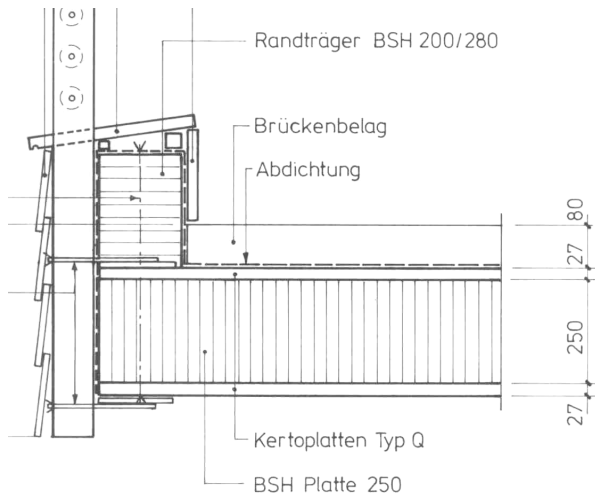 Randträger BSH 200/280
Brückenbelag
Abdichtung
80
27
250
27
Kertoplatten Typ Q
BSH Platte 250